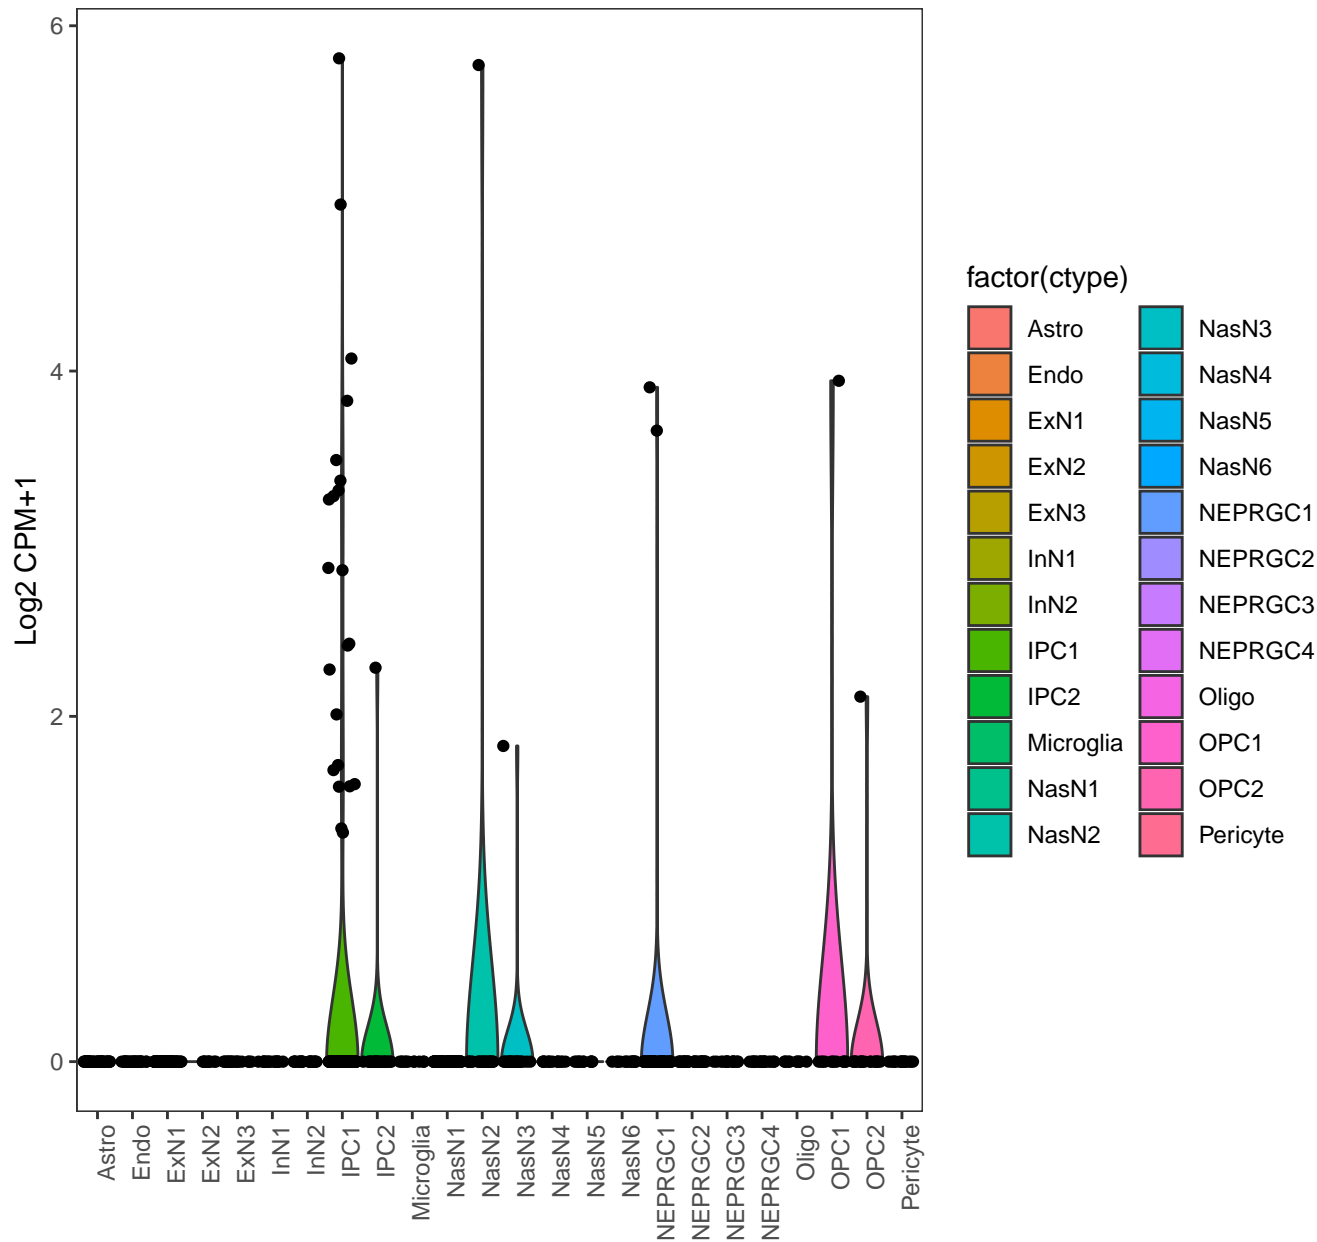 6
4
2
0
Log2 CPM+1
Astro
Endo
ExN1
ExN2
ExN3
InN1
InN2
IPC1
IPC2
Microglia
NasN1
NasN2
NasN3
NasN4
NasN5
NasN6
NEPRGC1
NEPRGC2
NEPRGC3
NEPRGC4
Oligo
OPC1
OPC2
Pericyte
factor(ctype)
Astro
Endo
ExN1
ExN2
ExN3
InN1
InN2
IPC1
IPC2
Microglia
NasN1
NasN2
NasN3
NasN4
NasN5
NasN6
NEPRGC1
NEPRGC2
NEPRGC3
NEPRGC4
Oligo
OPC1
OPC2
Pericyte